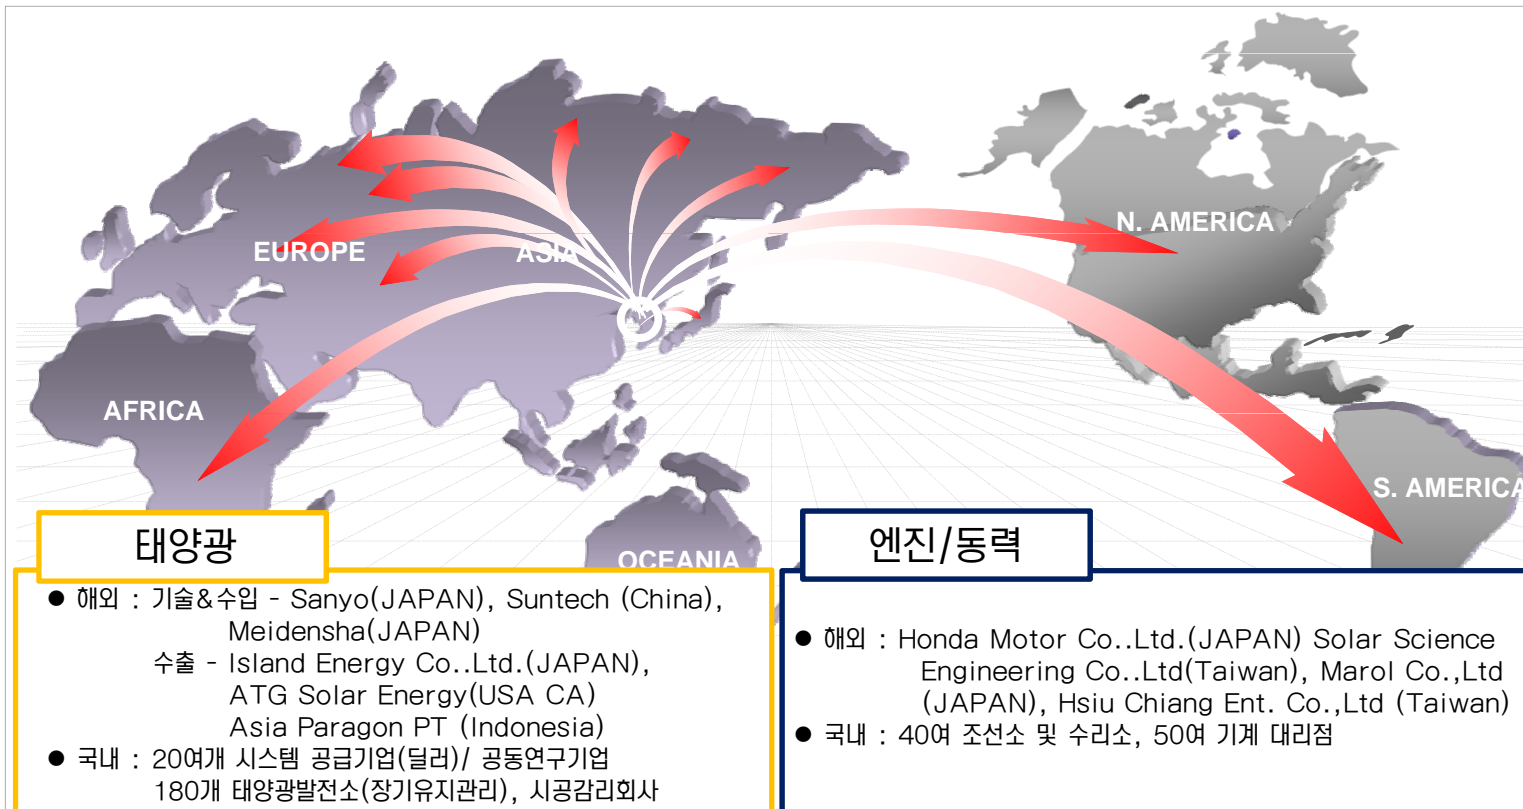 EUROPE
ASIA
N. AMERICA
AFRICA
S. AMERICA
OCEANIA
태양광
● 해외 : 기술&수입 - Sanyo(JAPAN), Suntech (China),
Meidensha(JAPAN)
수출 - Island Energy Co..Ltd.(JAPAN),
ATG Solar Energy(USA CA)
Asia Paragon PT (Indonesia)
● 국내 : 20여개 시스템 공급기업(딜러)/ 공동연구기업
180개 태양광발전소(장기유지관리), 시공감리회사
엔진/동력
● 해외 : Honda Motor Co..Ltd.(JAPAN) Solar Science
Engineering Co..Ltd(Taiwan), Marol Co.,Ltd
(JAPAN), Hsiu Chiang Ent. Co.,Ltd (Taiwan)
● 국내 : 40여 조선소 및 수리소, 50여 기계 대리점